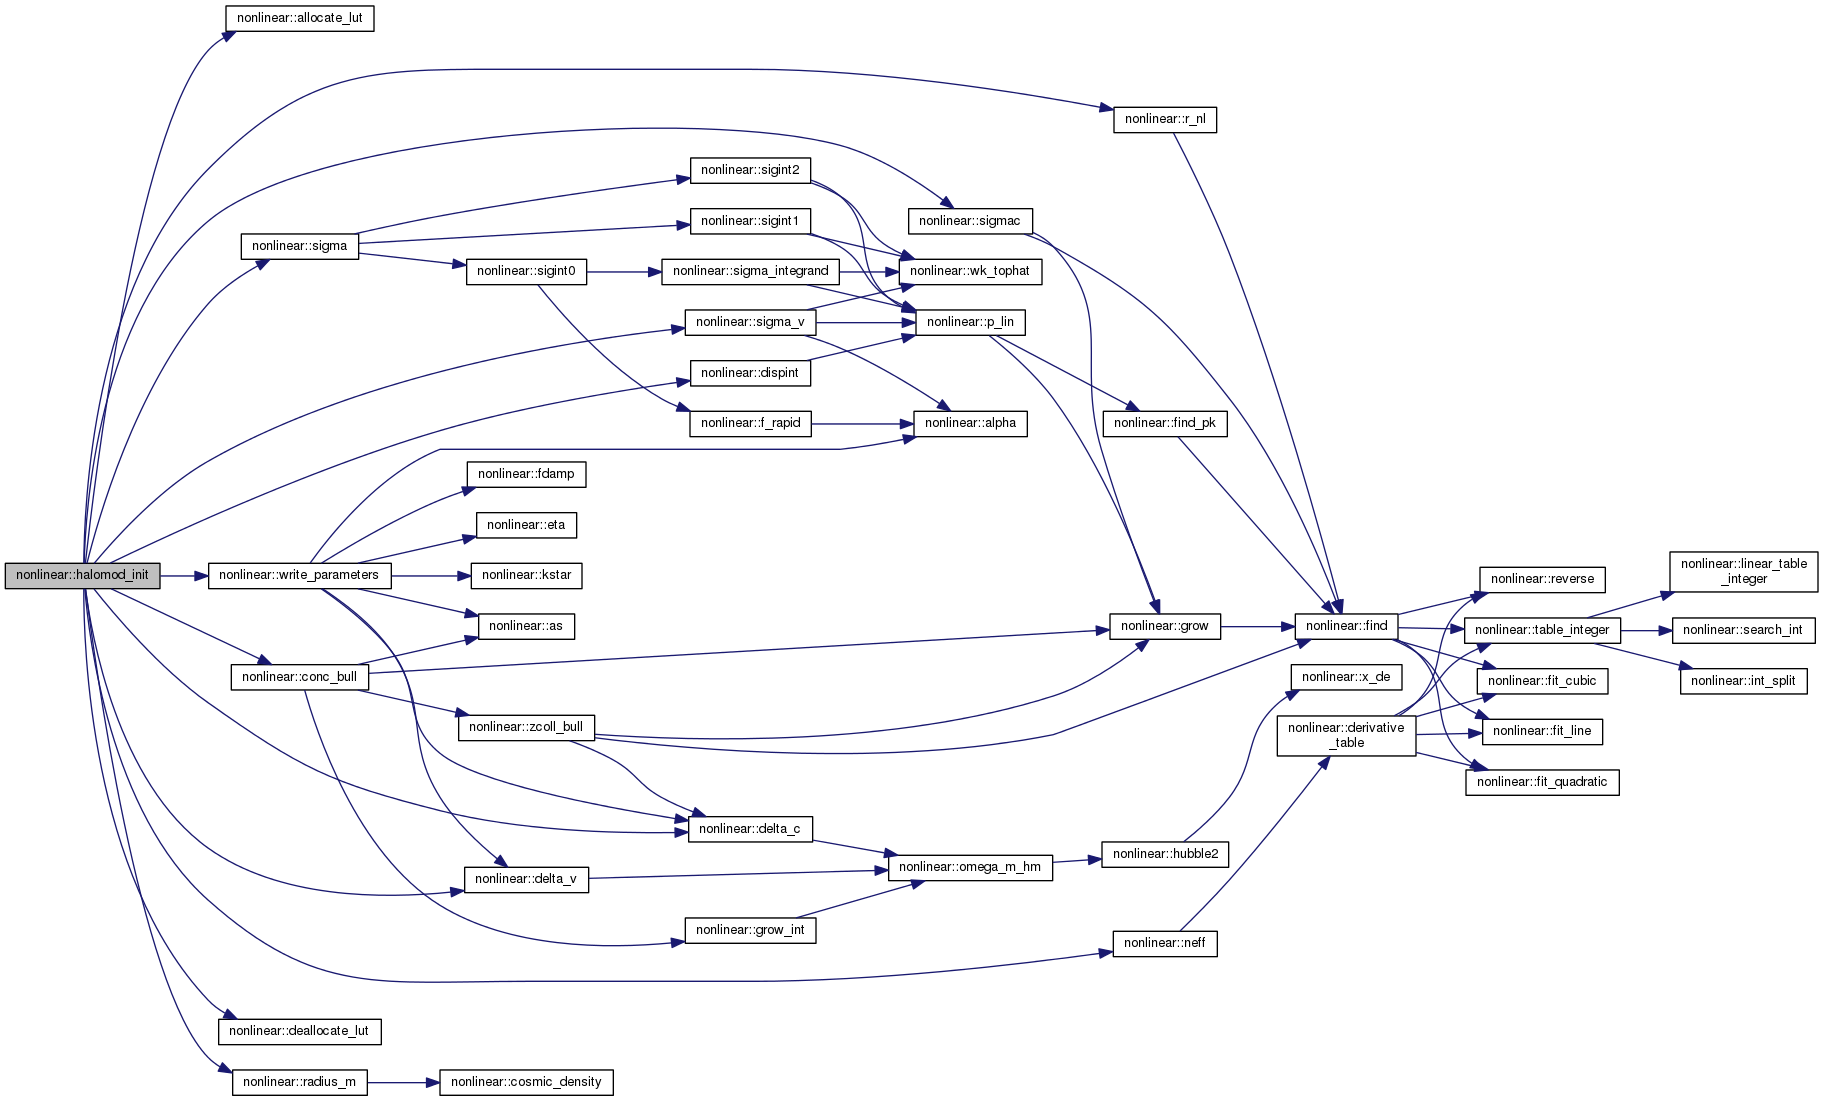 nonlinear::allocate_lut
nonlinear::r_nl
nonlinear::sigint2
nonlinear::sigint1
nonlinear::sigmac
nonlinear::sigma
nonlinear::sigint0
nonlinear::sigma_integrand
nonlinear::wk_tophat
nonlinear::sigma_v
nonlinear::p_lin
nonlinear::dispint
nonlinear::f_rapid
nonlinear::alpha
nonlinear::find_pk
nonlinear::fdamp
nonlinear::eta
nonlinear::halomod_init
nonlinear::write_parameters
nonlinear::kstar
nonlinear::as
nonlinear::grow
nonlinear::find
nonlinear::reverse
nonlinear::linear_table
_integer
nonlinear::table_integer
nonlinear::search_int
nonlinear::conc_bull
nonlinear::x_de
nonlinear::fit_cubic
nonlinear::int_split
nonlinear::zcoll_bull
nonlinear::derivative
_table
nonlinear::fit_line
nonlinear::fit_quadratic
nonlinear::delta_c
nonlinear::hubble2
nonlinear::omega_m_hm
nonlinear::delta_v
nonlinear::grow_int
nonlinear::neff
nonlinear::deallocate_lut
nonlinear::radius_m
nonlinear::cosmic_density